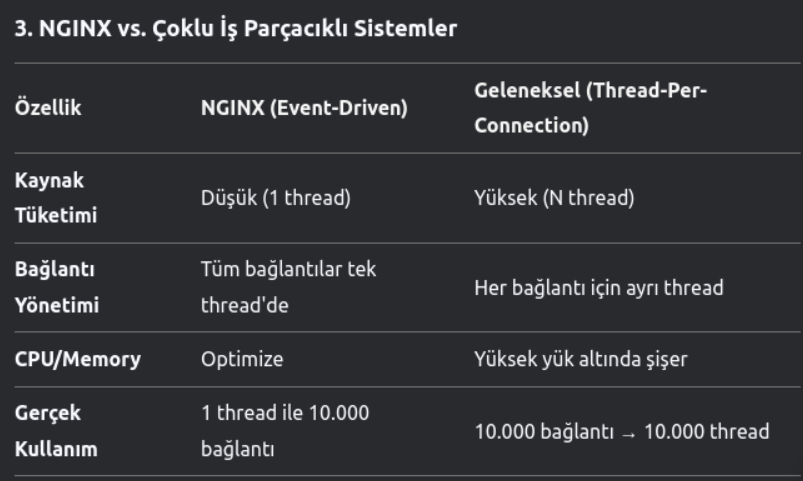 3. NGINX vs. Çoklu İş Parçacıklı Sistemler
Özellik
NGINX (Event-Driven)
Geleneksel (Thread-Per-
Connection)
Kaynak
Tüketimi
Düşük (1 thread)
Yüksek (N thread)
Bağlantı
Yönetimi
Tüm bağlantılar tek
thread'de
Her bağlantı için ayrı thread
CPU/Memory
Optimize
Yüksek yük altında şişer
Gerçek
Kullanım
1 thread ile 10.000
bağlantı
10.000 bağlantı → 10.000 thread